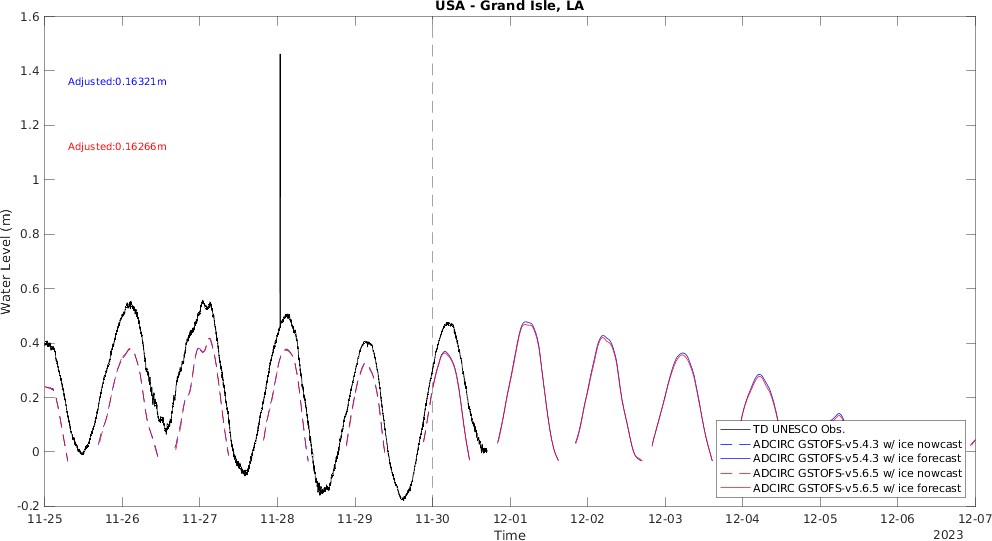 USA - Grand Isle, LA
1.6
1.4
1.2
1
0.8
0.6
0.4
0.2
0
-0.2
Water Level (m)
Adjusted:0.16321m
Adjusted:0.16266m
TD UNESCO Obs.
ADCIRC GSTOFS-v5.4.3 w/ ice nowcast
ADCIRC GSTOFS-v5.4.3 w/ ice forecast
ADCIRC GSTOFS-v5.6.5 w/ ice nowcast
ADCIRC GSTOFS-v5.6.5 w/ ice forecast
11-25 11-26 11-27 11-28 11-29 11-30 12-01 12-02 12-03 12-04 12-05 12-06 12-07
Time
2023